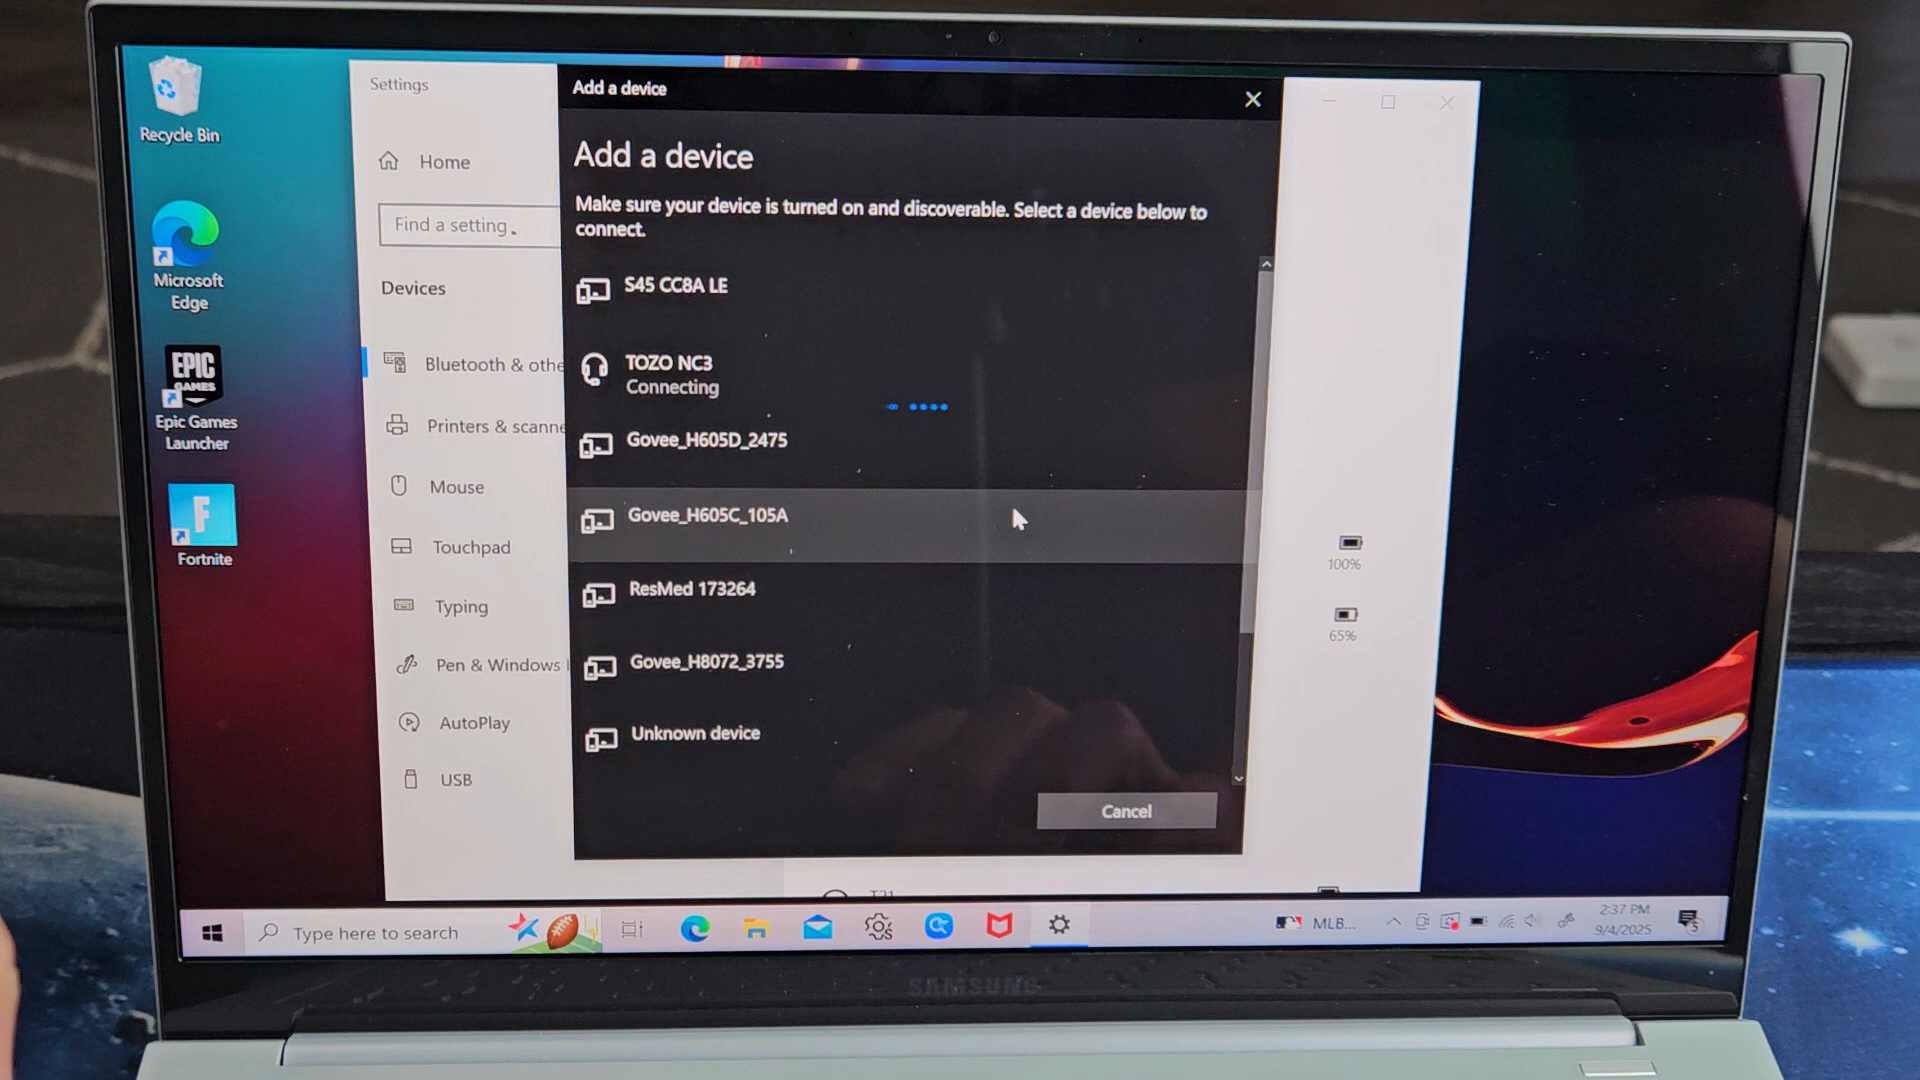 Recycle Bin
Microsoft
Edge
EPIC
GAMES
Epic Games
Launcher
F
Fortnite
Settings
Home
Find a setting
Devices
Bluetooth & othe
Printers & scanne
Mouse
Touchpad
Typing
Pen & Windows I
AutoPlay
USB
Add a device
Add a device
Make sure your device is turned on and discoverable. Select a device below to
connect.
S45 CC8A LE
TOZO NC3
Connecting
Govee_H605D_2475
Govee_H605C_105A
ResMed 173264
Govee_H8072_3755
Unknown device
Cancel
100%
65%
Type here to search
MLB...
2:37 PM
9/4/2025
5
SAMSUNG